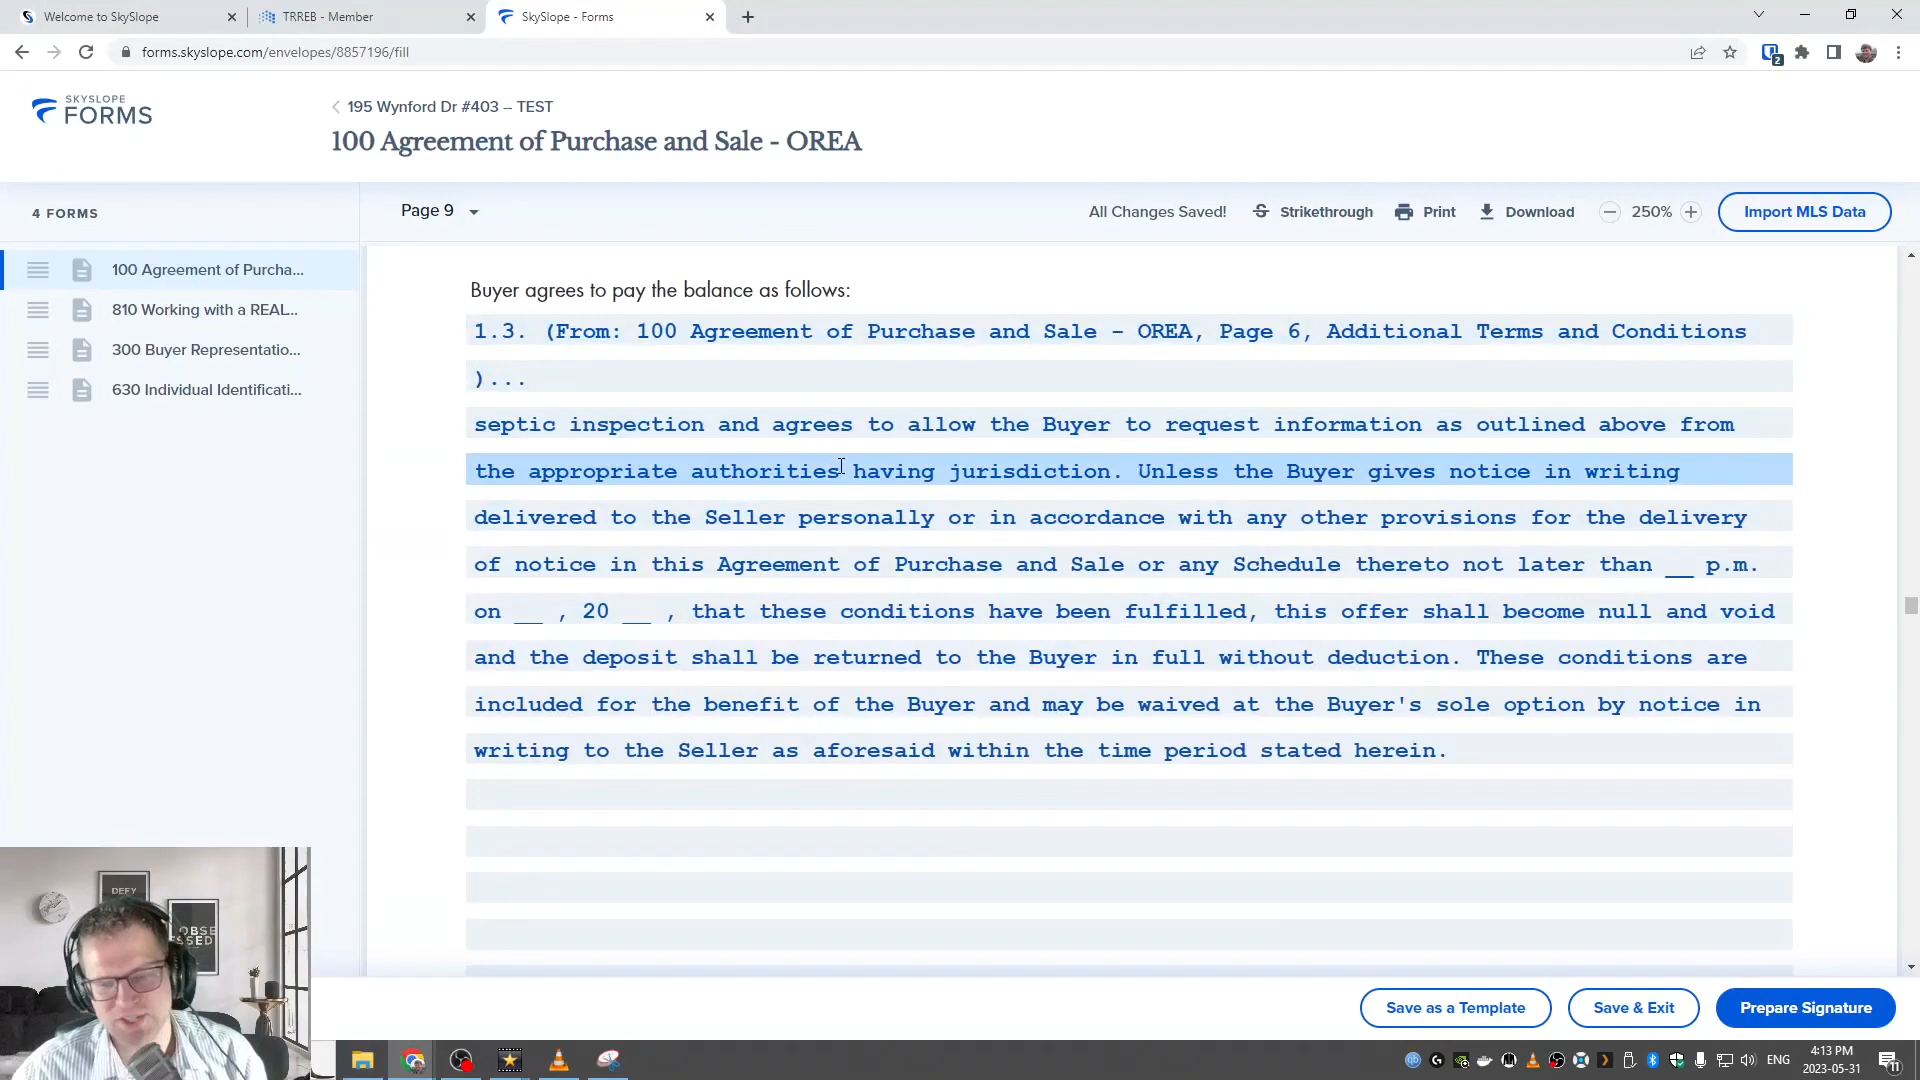 Welcome to SkySlope
TRREB - Member
SkySlope - Forms
forms.skyslope.com/envelopes/8857196/fill
2
SKYSLOPE
FORMS
195 Wynford Dr #403 -- TEST
100 Agreement of Purchase and Sale - OREA
4 FORMS
Page 9
All Changes Saved!
Strikethrough
Print
Download
250%
Import MLS Data
100 Agreement of Purcha...
810 Working with a REAL...
300 Buyer Representatio...
630 Individual Identificati...
Buyer agrees to pay the balance as follows:
1.3. (From: 100 Agreement of Purchase and Sale - OREA, Page 6, Additional Terms and Conditions
)...
septic inspection and agrees to allow the Buyer to request information as outlined above from
the appropriate authorities having jurisdiction. Unless the Buyer gives notice in writing
delivered to the Seller personally or in accordance with any other provisions for the delivery
of notice in this Agreement of Purchase and Sale or any Schedule thereto not later than __ p.m.
on __ , 20 __ , that these conditions have been fulfilled, this offer shall become null and void
and the deposit shall be returned to the Buyer in full without deduction. These conditions are
included for the benefit of the Buyer and may be waived at the Buyer's sole option by notice in
writing to the Seller as aforesaid within the time period stated herein.
DEFY
OBSE
SSED
Save as a Template
Save & Exit
Prepare Signature
qb
ENG
4:13 PM
2023-05-31
11